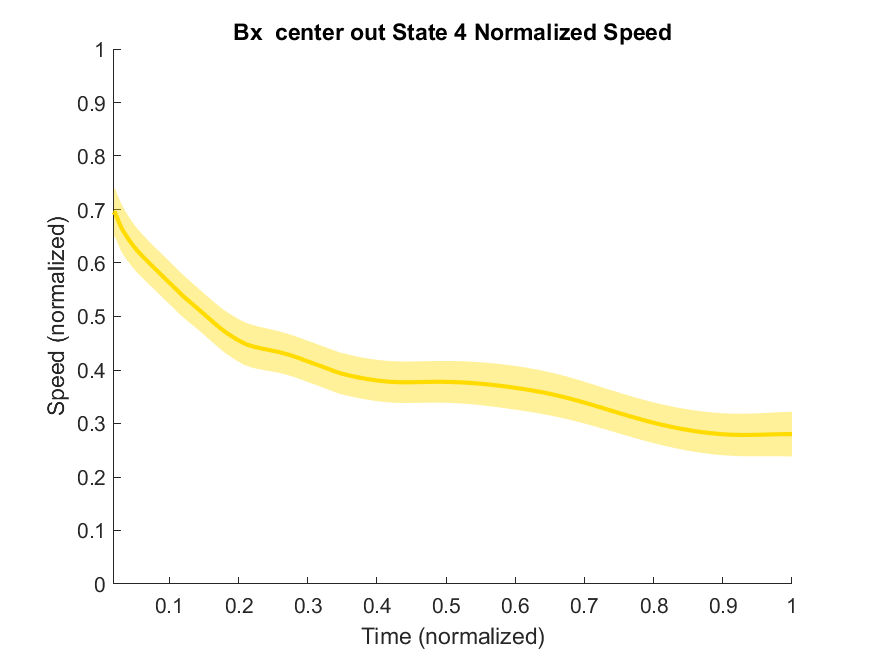 Bx  center out State 4 Normalized Speed
1
0.9
0.8
0.7
0.6
0.5
0.4
0.3
0.2
0.1
0
Speed (normalized)
0.1 0.2 0.3 0.4 0.5 0.6 0.7 0.8 0.9 1
Time (normalized)